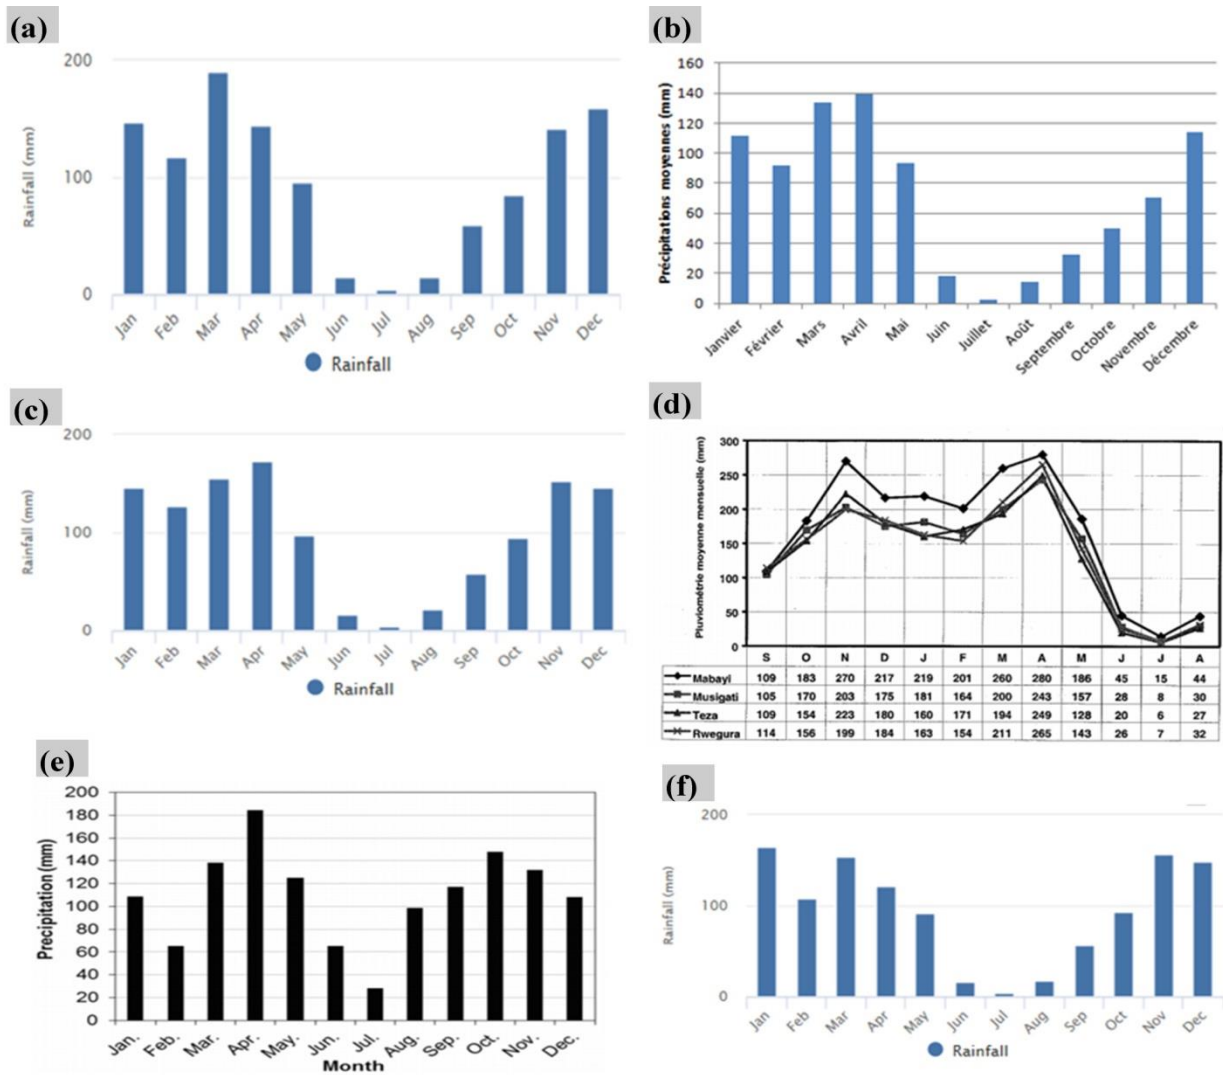 (a)
200
100
0
Rainfall (mm)
Jan Feb Mar Apr May Jun Jul Aug Sep Oct Nov Dec
Rainfall
(b)
160
140
120
100
80
60
40
20
0
Précipitations moyennes (mm)
Janvier Février Mars Avril Mai Juin Juillet Août Septembre Octobre Novembre Décembre
(c)
200
100
0
Rainfall (mm)
Jan Feb Mar Apr May Jun Jul Aug Sep Oct Nov Dec
Rainfall
(d)
300
250
200
150
100
50
0
Pluviométrie moyenne mensuelle (mm)
S O N D J F M A M J J A
Mabayi 109 183 270 217 219 201 260 280 186 45 15 44
Musigati 105 170 203 175 181 164 200 243 157 28 8 30
Teza 109 154 223 180 160 171 194 249 128 20 6 27
Rwegura 114 156 199 184 163 154 211 265 143 26 7 32
(e)
200
180
160
140
120
100
80
60
40
20
0
Precipitation (mm)
Jan. Feb. Mar. Apr. May. Jun. Jul. Aug. Sep. Oct. Nov. Dec.
Month
(f)
200
100
0
Rainfall (mm)
Jan Feb Mar Apr May Jun Jul Aug Sep Oct Nov Dec
Rainfall